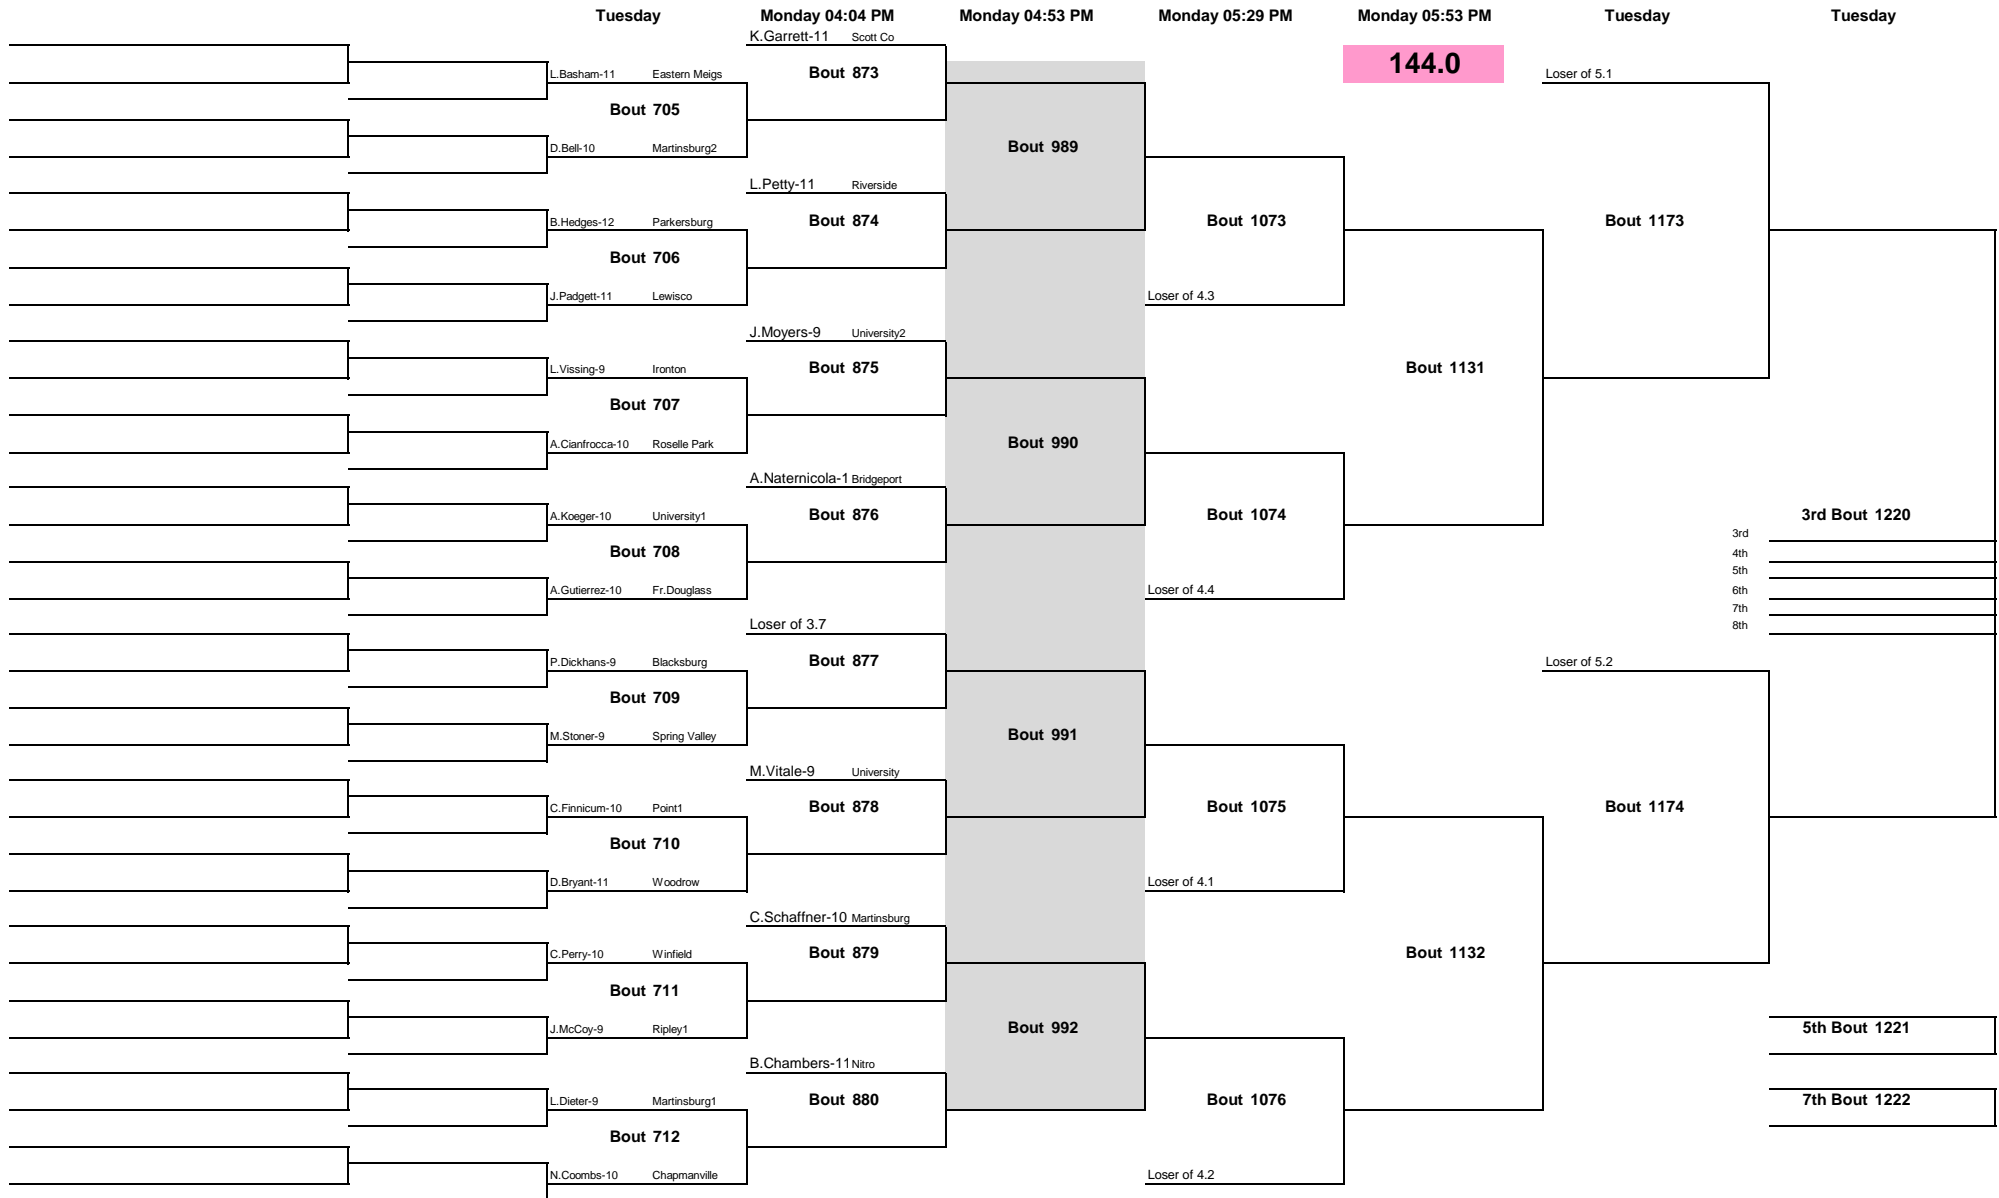 Tuesday Monday 04:04 PM Monday 04:53 PM Monday 05:29 PM Monday 05:53 PM Tuesday Tuesday
K.Garrett-11 Scott Co
144.0
L.Basham-11 Eastern Meigs Bout 873 Loser of 5.1
Bout 705
D.Bell-10 Martinsburg2 Bout 989
L.Petty-11 Riverside
B.Hedges-12 Parkersburg Bout 874 Bout 1073 Bout 1173
Bout 706
J.Padgett-11 Lewisco Loser of 4.3
J.Moyers-9 University2
L.Vissing-9 Ironton Bout 875 Bout 1131
Bout 707
A.Cianfrocca-10 Roselle Park Bout 990
A.Naternicola-1 Bridgeport
A.Koeger-10 University1 Bout 876 Bout 1074 3rd Bout 1220
3rd
Bout 708 4th
5th
A.Gutierrez-10 Fr.Douglass Loser of 4.4 6th
7th
Loser of 3.7 8th
P.Dickhans-9 Blacksburg Bout 877 Loser of 5.2
Bout 709
M.Stoner-9 Spring Valley Bout 991
M.Vitale-9 University
C.Finnicum-10 Point1 Bout 878 Bout 1075 Bout 1174
Bout 710
D.Bryant-11 Woodrow Loser of 4.1
C.Schaffner-10 Martinsburg
C.Perry-10 Winfield Bout 879 Bout 1132
Bout 711
J.McCoy-9 Ripley1 Bout 992 5th Bout 1221
B.Chambers-11 Nitro
L.Dieter-9 Martinsburg1 Bout 880 Bout 1076 7th Bout 1222
Bout 712
N.Coombs-10 Chapmanville Loser of 4.2